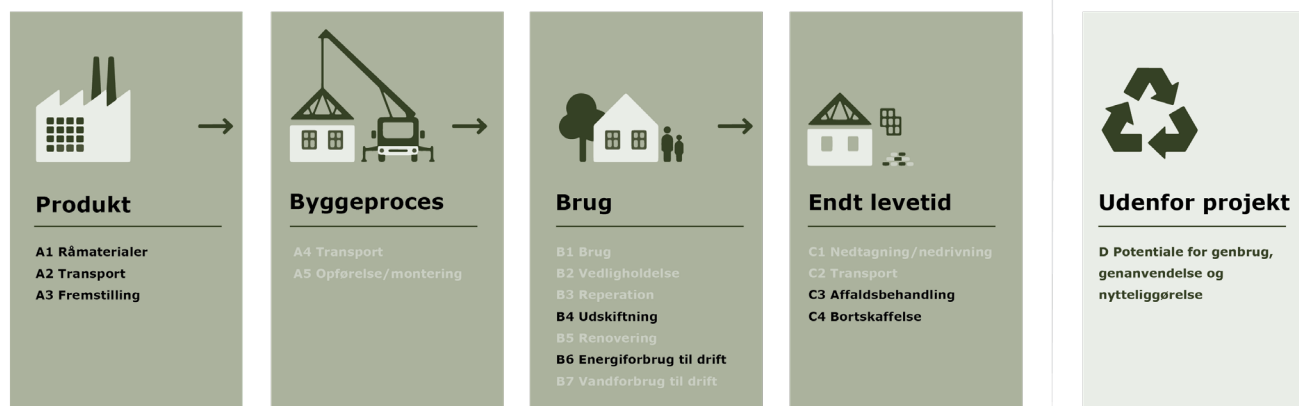 Produkt
A1 Råmaterialer
A2 Transport
A3 Fremstilling
Byggeproces
A4 Transport
A5 Opførelse/montering
Brug
B1 Brug
B2 Vedligholdelse
B3 Reperation
B4 Udskiftning
B5 Renovering
B6 Energiforbrug til drift
B7 Vandforbrug til drift
Endt levetid
C1 Nedtagning/nedrivning
C2 Transport
C3 Affaldsbehandling
C4 Bortskaffelse
Udenfor projekt
D Potentiale for genbrug,
genanvendelse og
nytteliggørelse